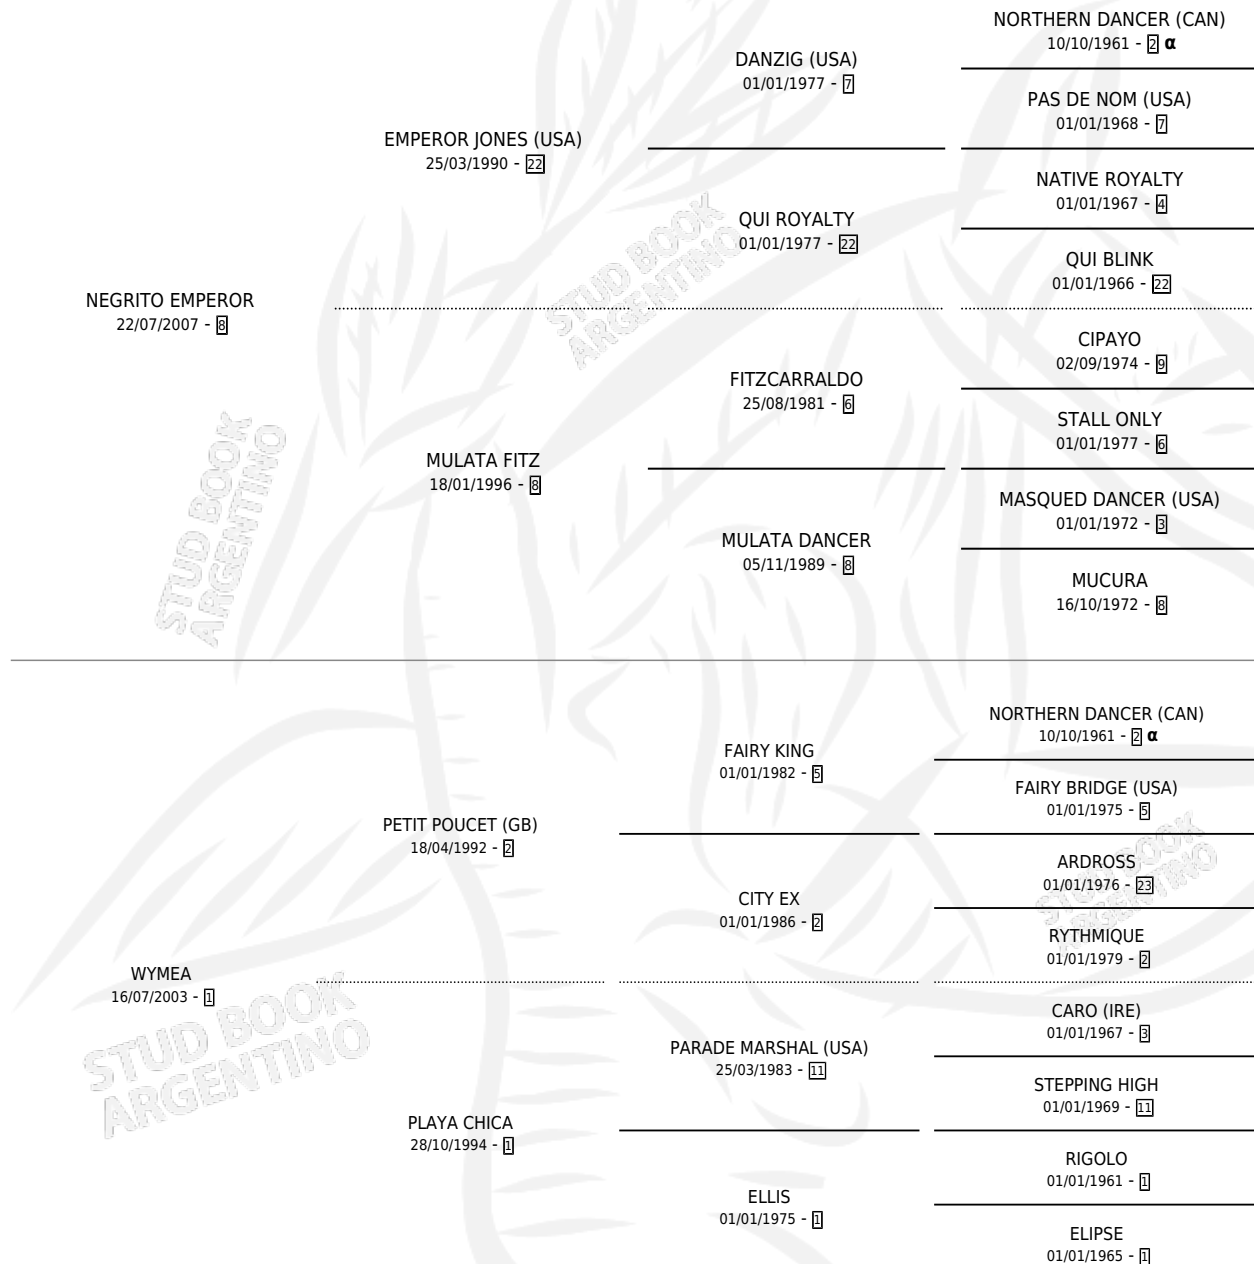 NORTHERN DANCER (CAN)
10/10/1961 - 2 α
DANZIG (USA)
01/01/1977 - 7
PAS DE NOM (USA)
01/01/1968 - 7
EMPEROR JONES (USA)
25/03/1990 - 22
NATIVE ROYALTY
01/01/1967 - 4
QUI ROYALTY
01/01/1977 - 22
QUI BLINK
01/01/1966 - 22
NEGRITO EMPEROR
22/07/2007 - 8
CIPAYO
02/09/1974 - 9
FITZCARRALDO
25/08/1981 - 6
STALL ONLY
01/01/1977 - 6
MULATA FITZ
18/01/1996 - 8
MASQUED DANCER (USA)
01/01/1972 - 3
MULATA DANCER
05/11/1989 - 8
MUCURA
16/10/1972 - 8
STUD BOOK
ARGENTINO
STUD BOOK
ARGENTINO
NORTHERN DANCER (CAN)
10/10/1961 - 2 α
FAIRY KING
01/01/1982 - 5
FAIRY BRIDGE (USA)
01/01/1975 - 5
PETIT POUCET (GB)
18/04/1992 - 2
ARDROSS
01/01/1976 - 23
CITY EX
01/01/1986 - 2
RYTHMIQUE
01/01/1979 - 2
WYMEA
16/07/2003 - 1
CARO (IRE)
01/01/1967 - 3
PARADE MARSHAL (USA)
25/03/1983 - 11
STEPPING HIGH
01/01/1969 - 11
PLAYA CHICA
28/10/1994 - 1
RIGOLO
01/01/1961 - 1
ELLIS
01/01/1975 - 1
ELIPSE
01/01/1965 - 1
STUD BOOK
ARGENTINO
STUD BOOK
ARGENTINO